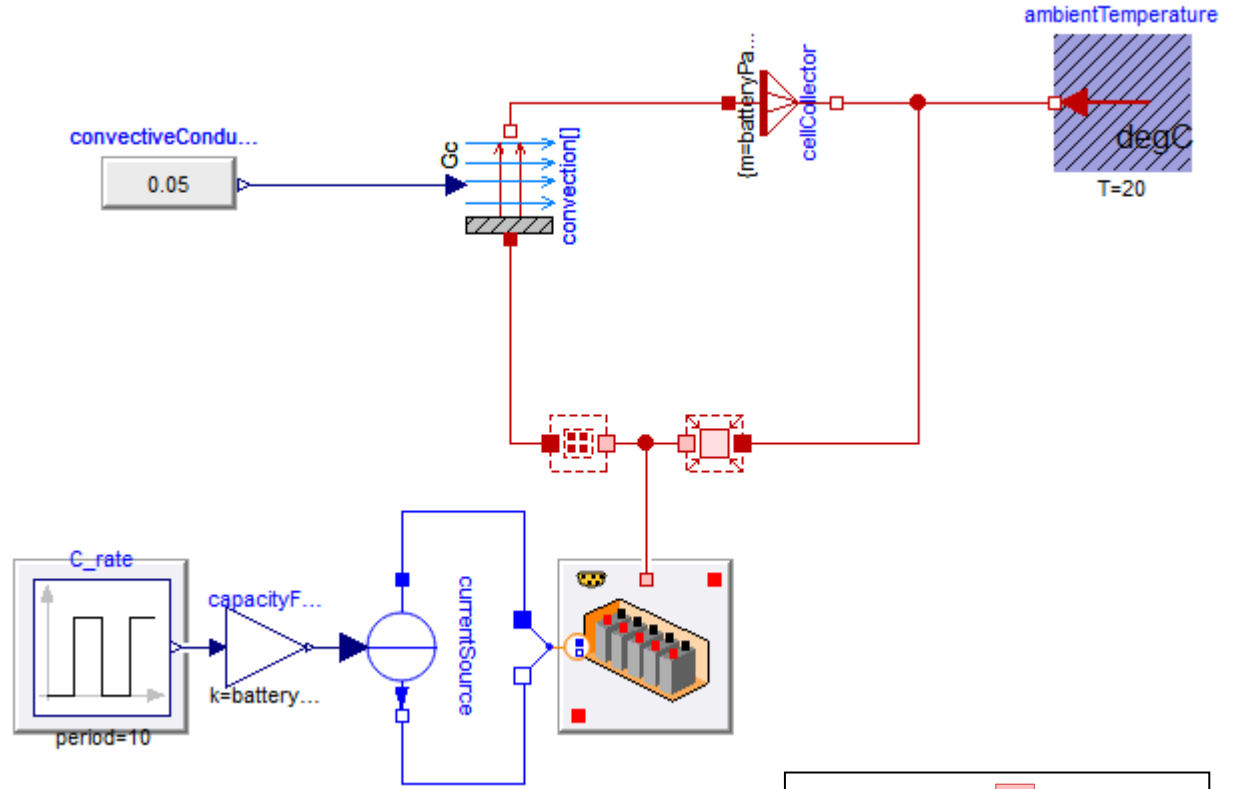 ambientTemperature
degC
T=20
{m=batteryPa...
cellCollector
convectiveCondu...
0.05
Gc
convection[]
C_rate
period=10
capacityF...
k=battery...
currentSource